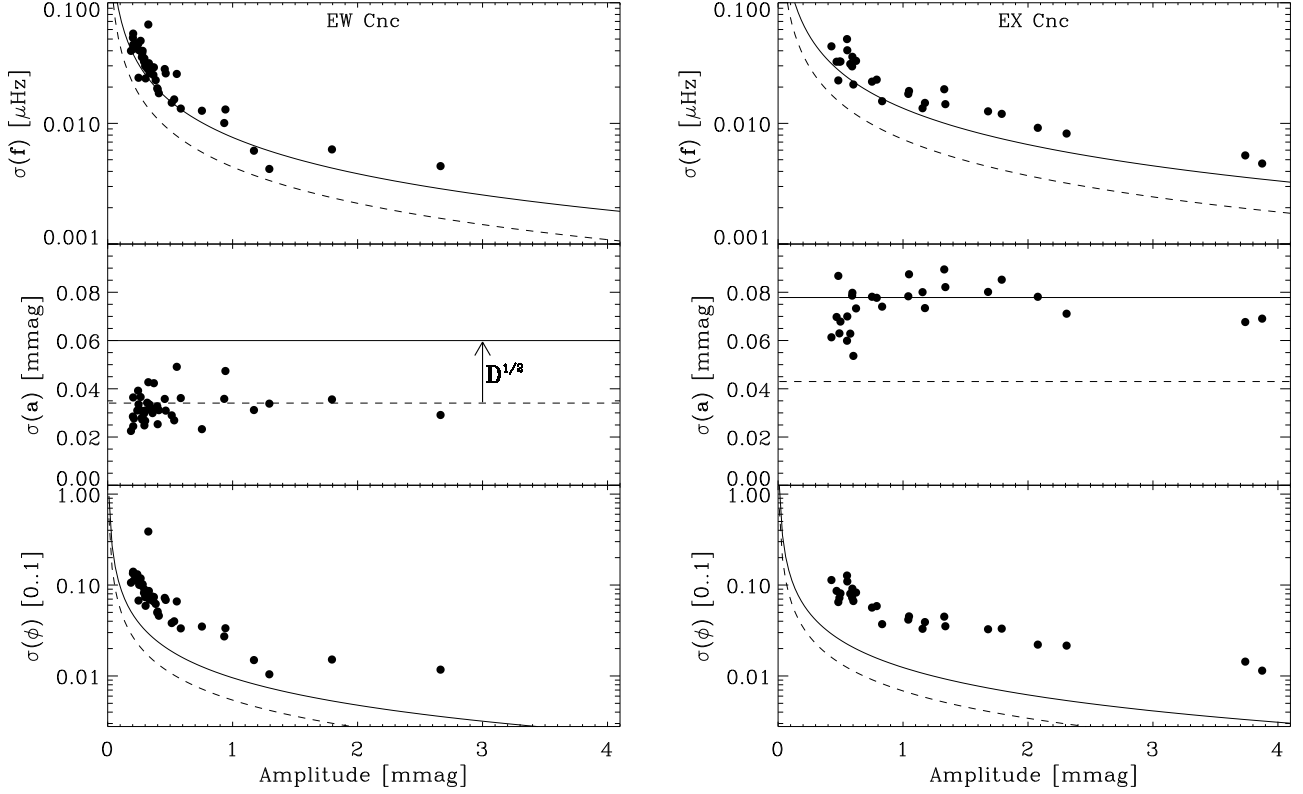 EW Cnc
0.100
0.010
0.001
σ(f) [μHz]
0.08
0.06
0.04
0.02
0.00
σ(a) [mmag]
D^1/2
1.00
0.10
0.01
σ(ϕ) [0..1]
0 1 2 3 4
Amplitude [mmag]
EX Cnc
0.100
0.010
0.001
σ(f) [μHz]
0.08
0.06
0.04
0.02
0.00
σ(a) [mmag]
1.00
0.10
0.01
σ(ϕ) [0..1]
0 1 2 3 4
Amplitude [mmag]